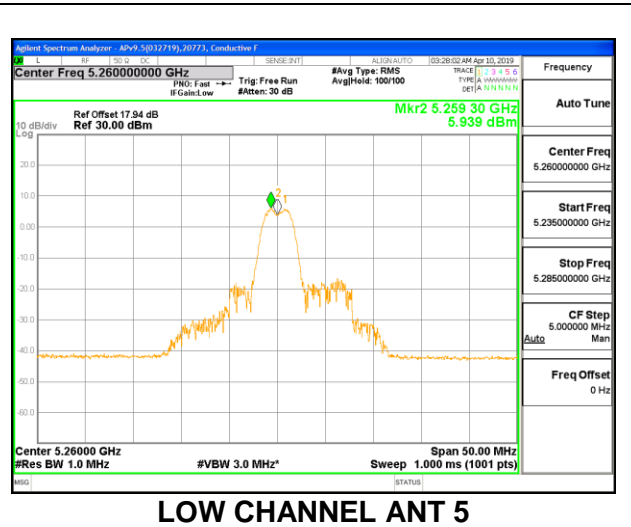 Agilent Spectrum Analyzer - APv9.5(032719),20773, Conductive F
L RF 50 Ω DC SENSE:INT ALIGN AUTO 03:28:02 AM Apr 10, 2019
Center Freq 5.260000000 GHz #Avg Type: RMS TRACE 1 2 3 4 5 6 Frequency
PNO: Fast Trig: Free Run Avg|Hold: 100/100 TYPE A WWWWW
IFGain:Low #Atten: 30 dB DET A N N N N N
Auto Tune
Mkr2 5.259 30 GHz
Ref Offset 17.94 dB
10 dB/div Ref 30.00 dBm 5.939 dBm
Log
Center Freq
5.260000000 GHz
20.0
10.0
2
1
Start Freq
5.235000000 GHz
0.00
-10.0
Stop Freq
5.285000000 GHz
-20.0
-30.0
CF Step
5.000000 MHz
Auto Man
-40.0
-50.0
Freq Offset
0 Hz
-60.0
Center 5.26000 GHz Span 50.00 MHz
#Res BW 1.0 MHz #VBW 3.0 MHz* Sweep 1.000 ms (1001 pts)
MSG STATUS
LOW CHANNEL ANT 5